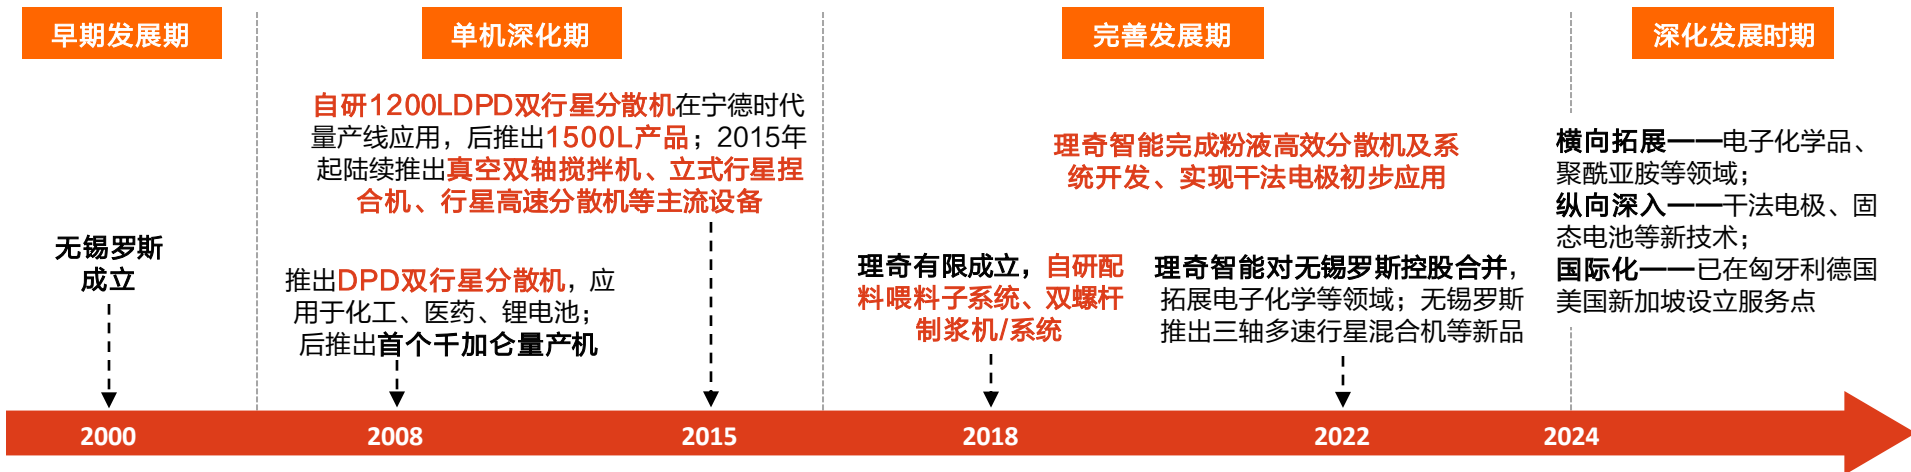 早期发展期
单机深化期
完善发展期
深化发展时期
无锡罗斯
成立
推出DPD双行星分散机，应
用于化工、医药、锂电池；
后推出首个千加仑量产机
自研1200LDPD双行星分散机在宁德时代
量产线应用，后推出1500L产品；2015年
起陆续推出真空双轴搅拌机、立式行星捏
合机、行星高速分散机等主流设备
理奇有限成立，自研配
料喂料子系统、双螺杆
制浆机/系统
理奇智能完成粉液高效分散机及系
统开发、实现干法电极初步应用
理奇智能对无锡罗斯控股合并，
拓展电子化学等领域；无锡罗斯
推出三轴多速行星混合机等新品
横向拓展——电子化学品、
聚酰亚胺等领域；
纵向深入——干法电极、固
态电池等新技术；
国际化——已在匈牙利德国
美国新加坡设立服务点
2000
2008
2015
2018
2022
2024